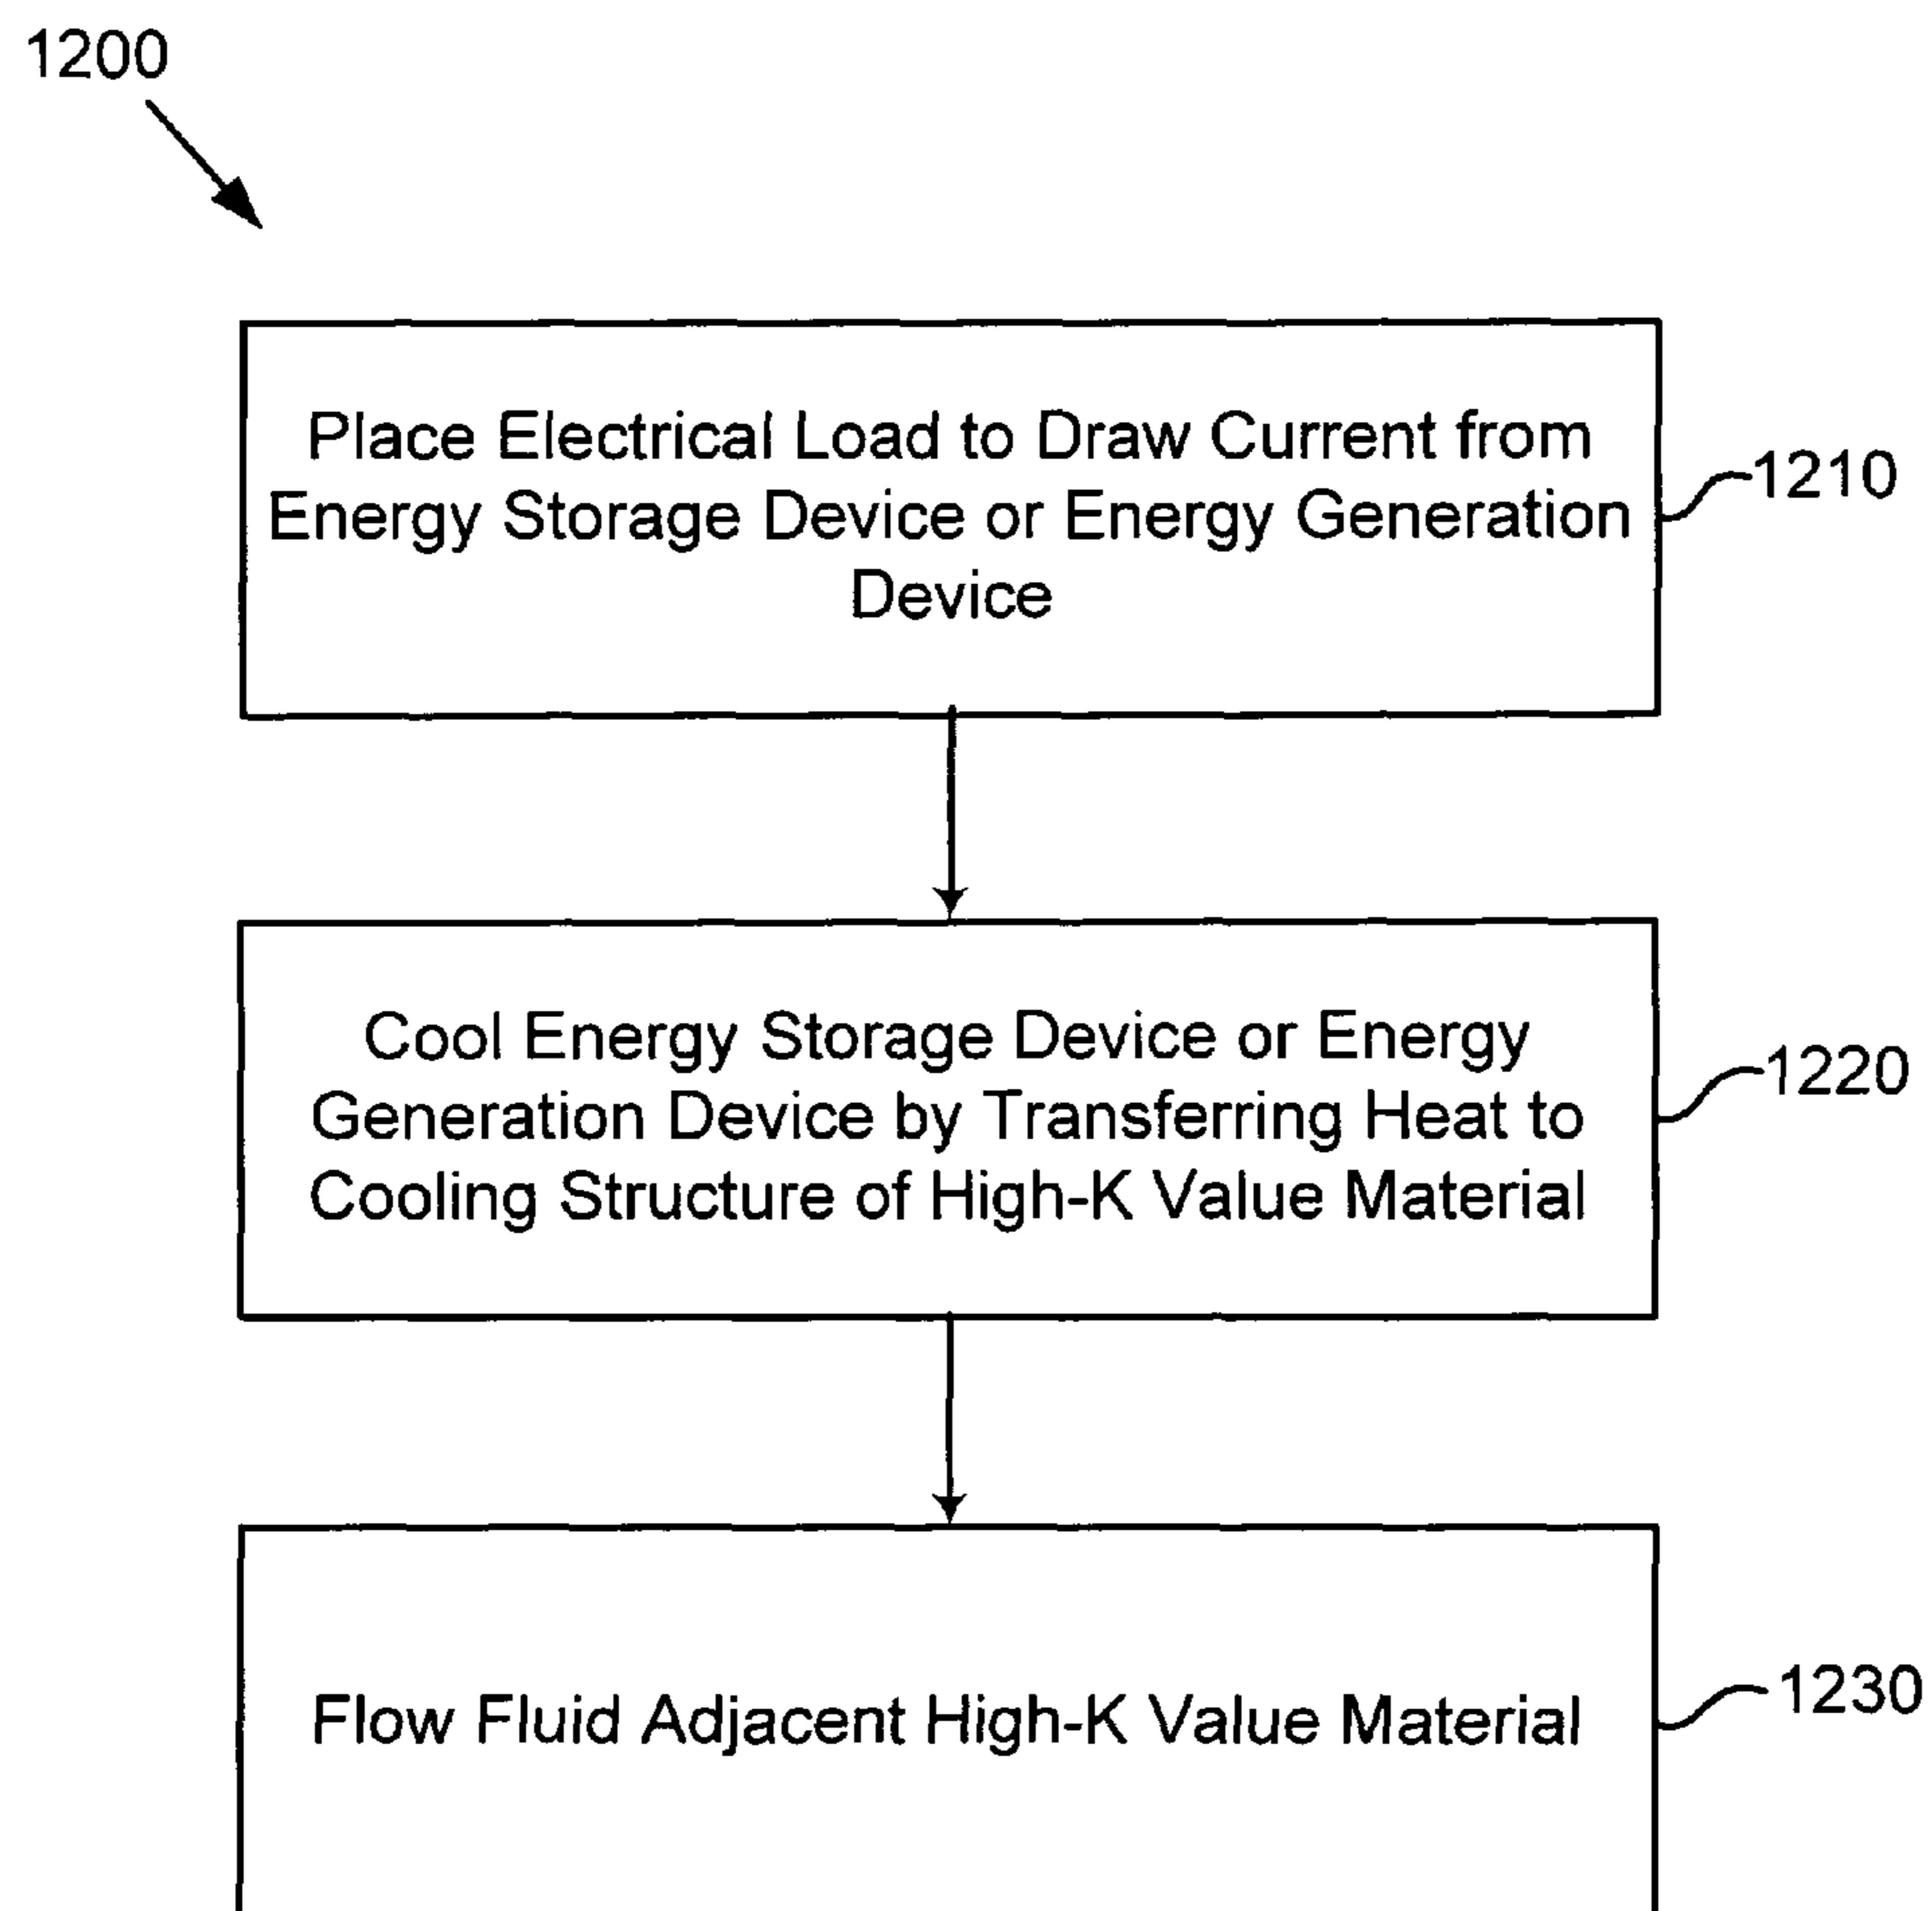 1200
Place Electrical Load to Draw Current from
Energy Storage Device or Energy Generation
Device
1210
Cool Energy Storage Device or Energy
Generation Device by Transferring Heat to
Cooling Structure of High-K Value Material
1220
Flow Fluid Adjacent High-K Value Material
1230